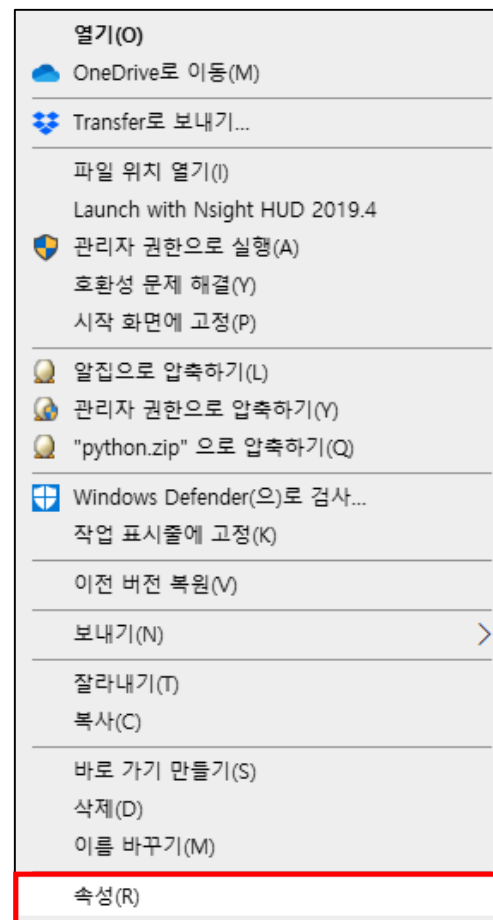 열기(O)
OneDrive로 이동(M)
Transfer로 보내기...
파일 위치 열기(I)
Launch with Nsight HUD 2019.4
관리자 권한으로 실행(A)
호환성 문제 해결(Y)
시작 화면에 고정(P)
알집으로 압축하기(L)
관리자 권한으로 압축하기(Y)
"python.zip" 으로 압축하기(Q)
Windows Defender(으)로 검사...
작업 표시줄에 고정(K)
이전 버전 복원(V)
보내기(N)
잘라내기(T)
복사(C)
바로 가기 만들기(S)
삭제(D)
이름 바꾸기(M)
속성(R)